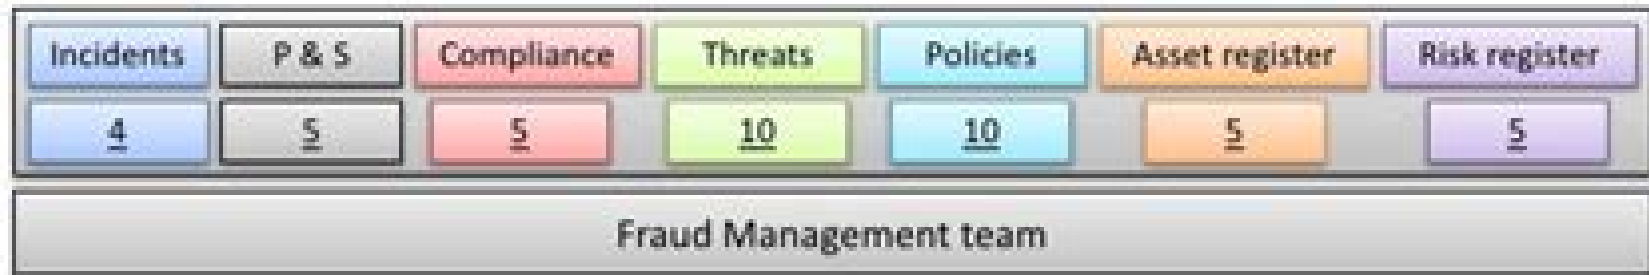 Incidents P & S Compliance Threats Policies Asset register Risk register
4 5 5 10 10 5 5
Fraud Management team